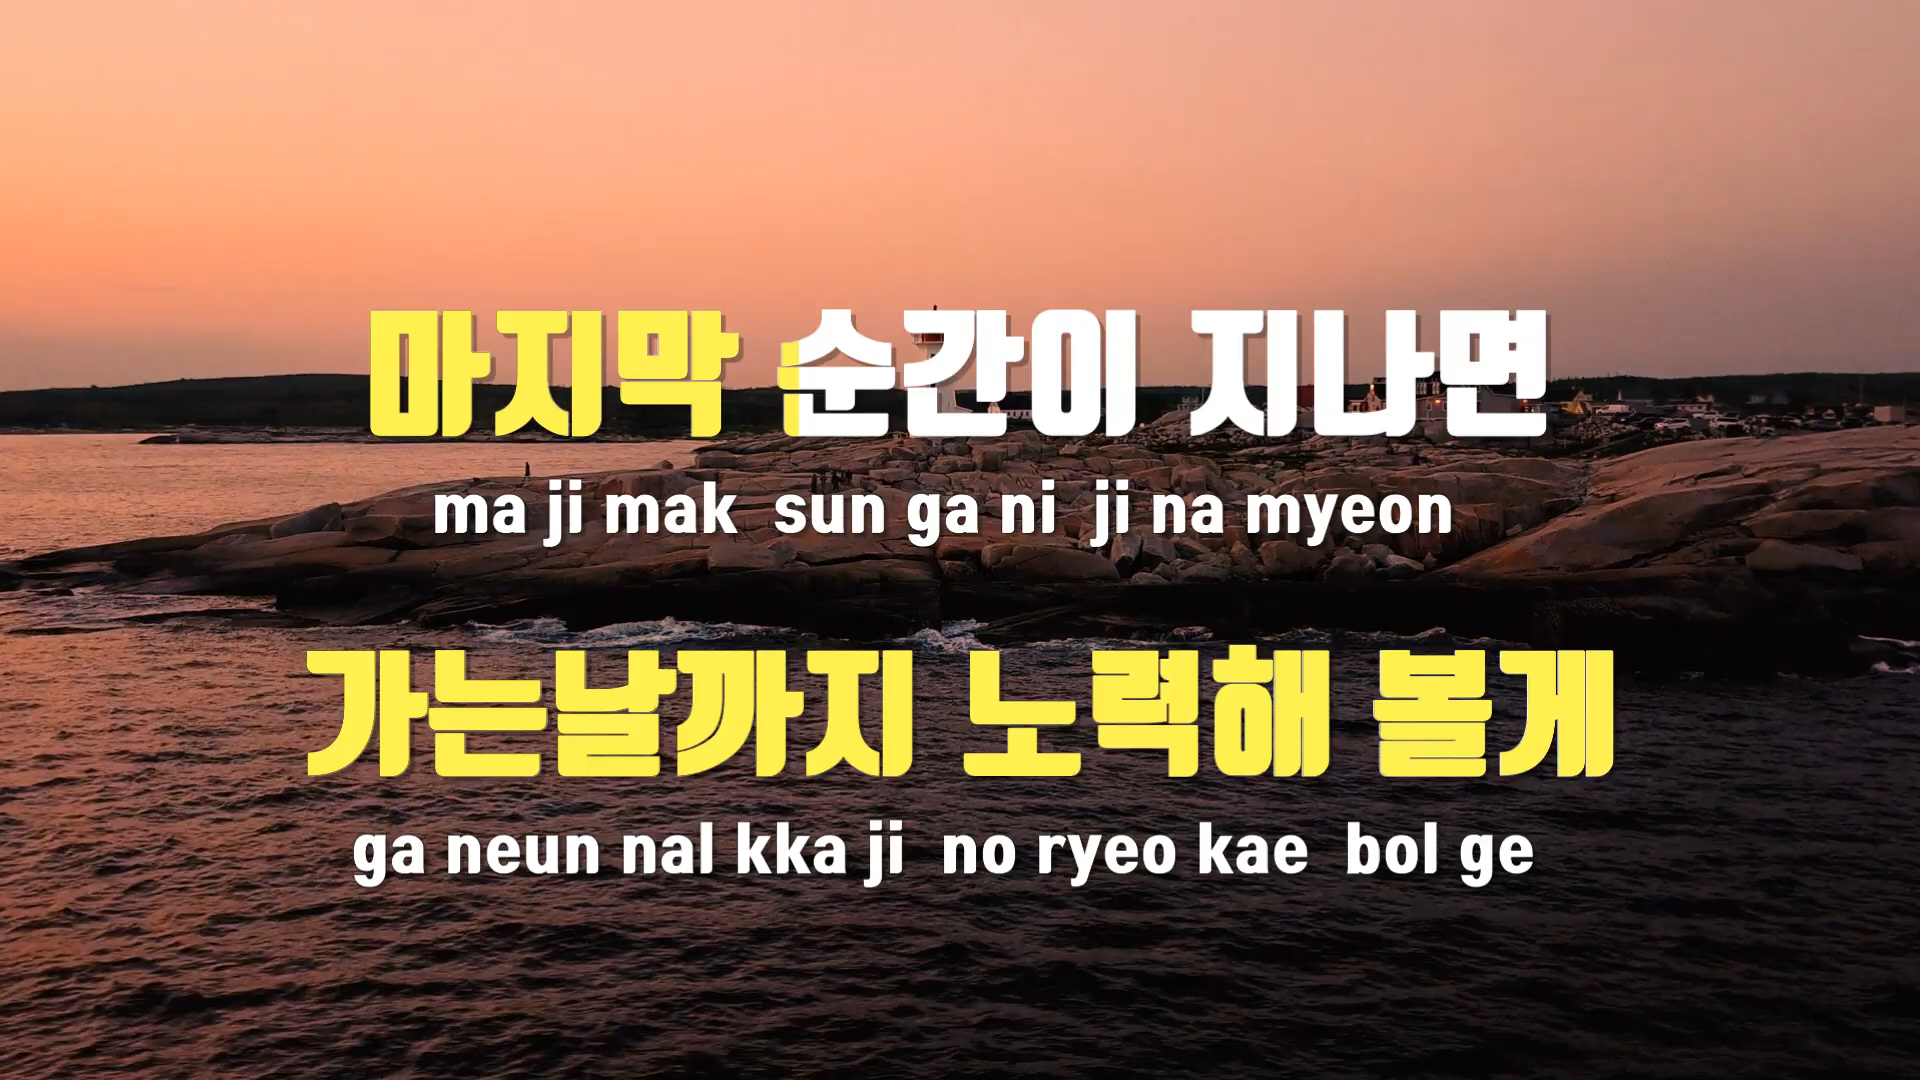 마지막 순간이 지나면
ma ji mak sun ga ni ji na myeon
가는날까지 노력해 볼게
ga neun nal kka ji no ryeo kae bol ge